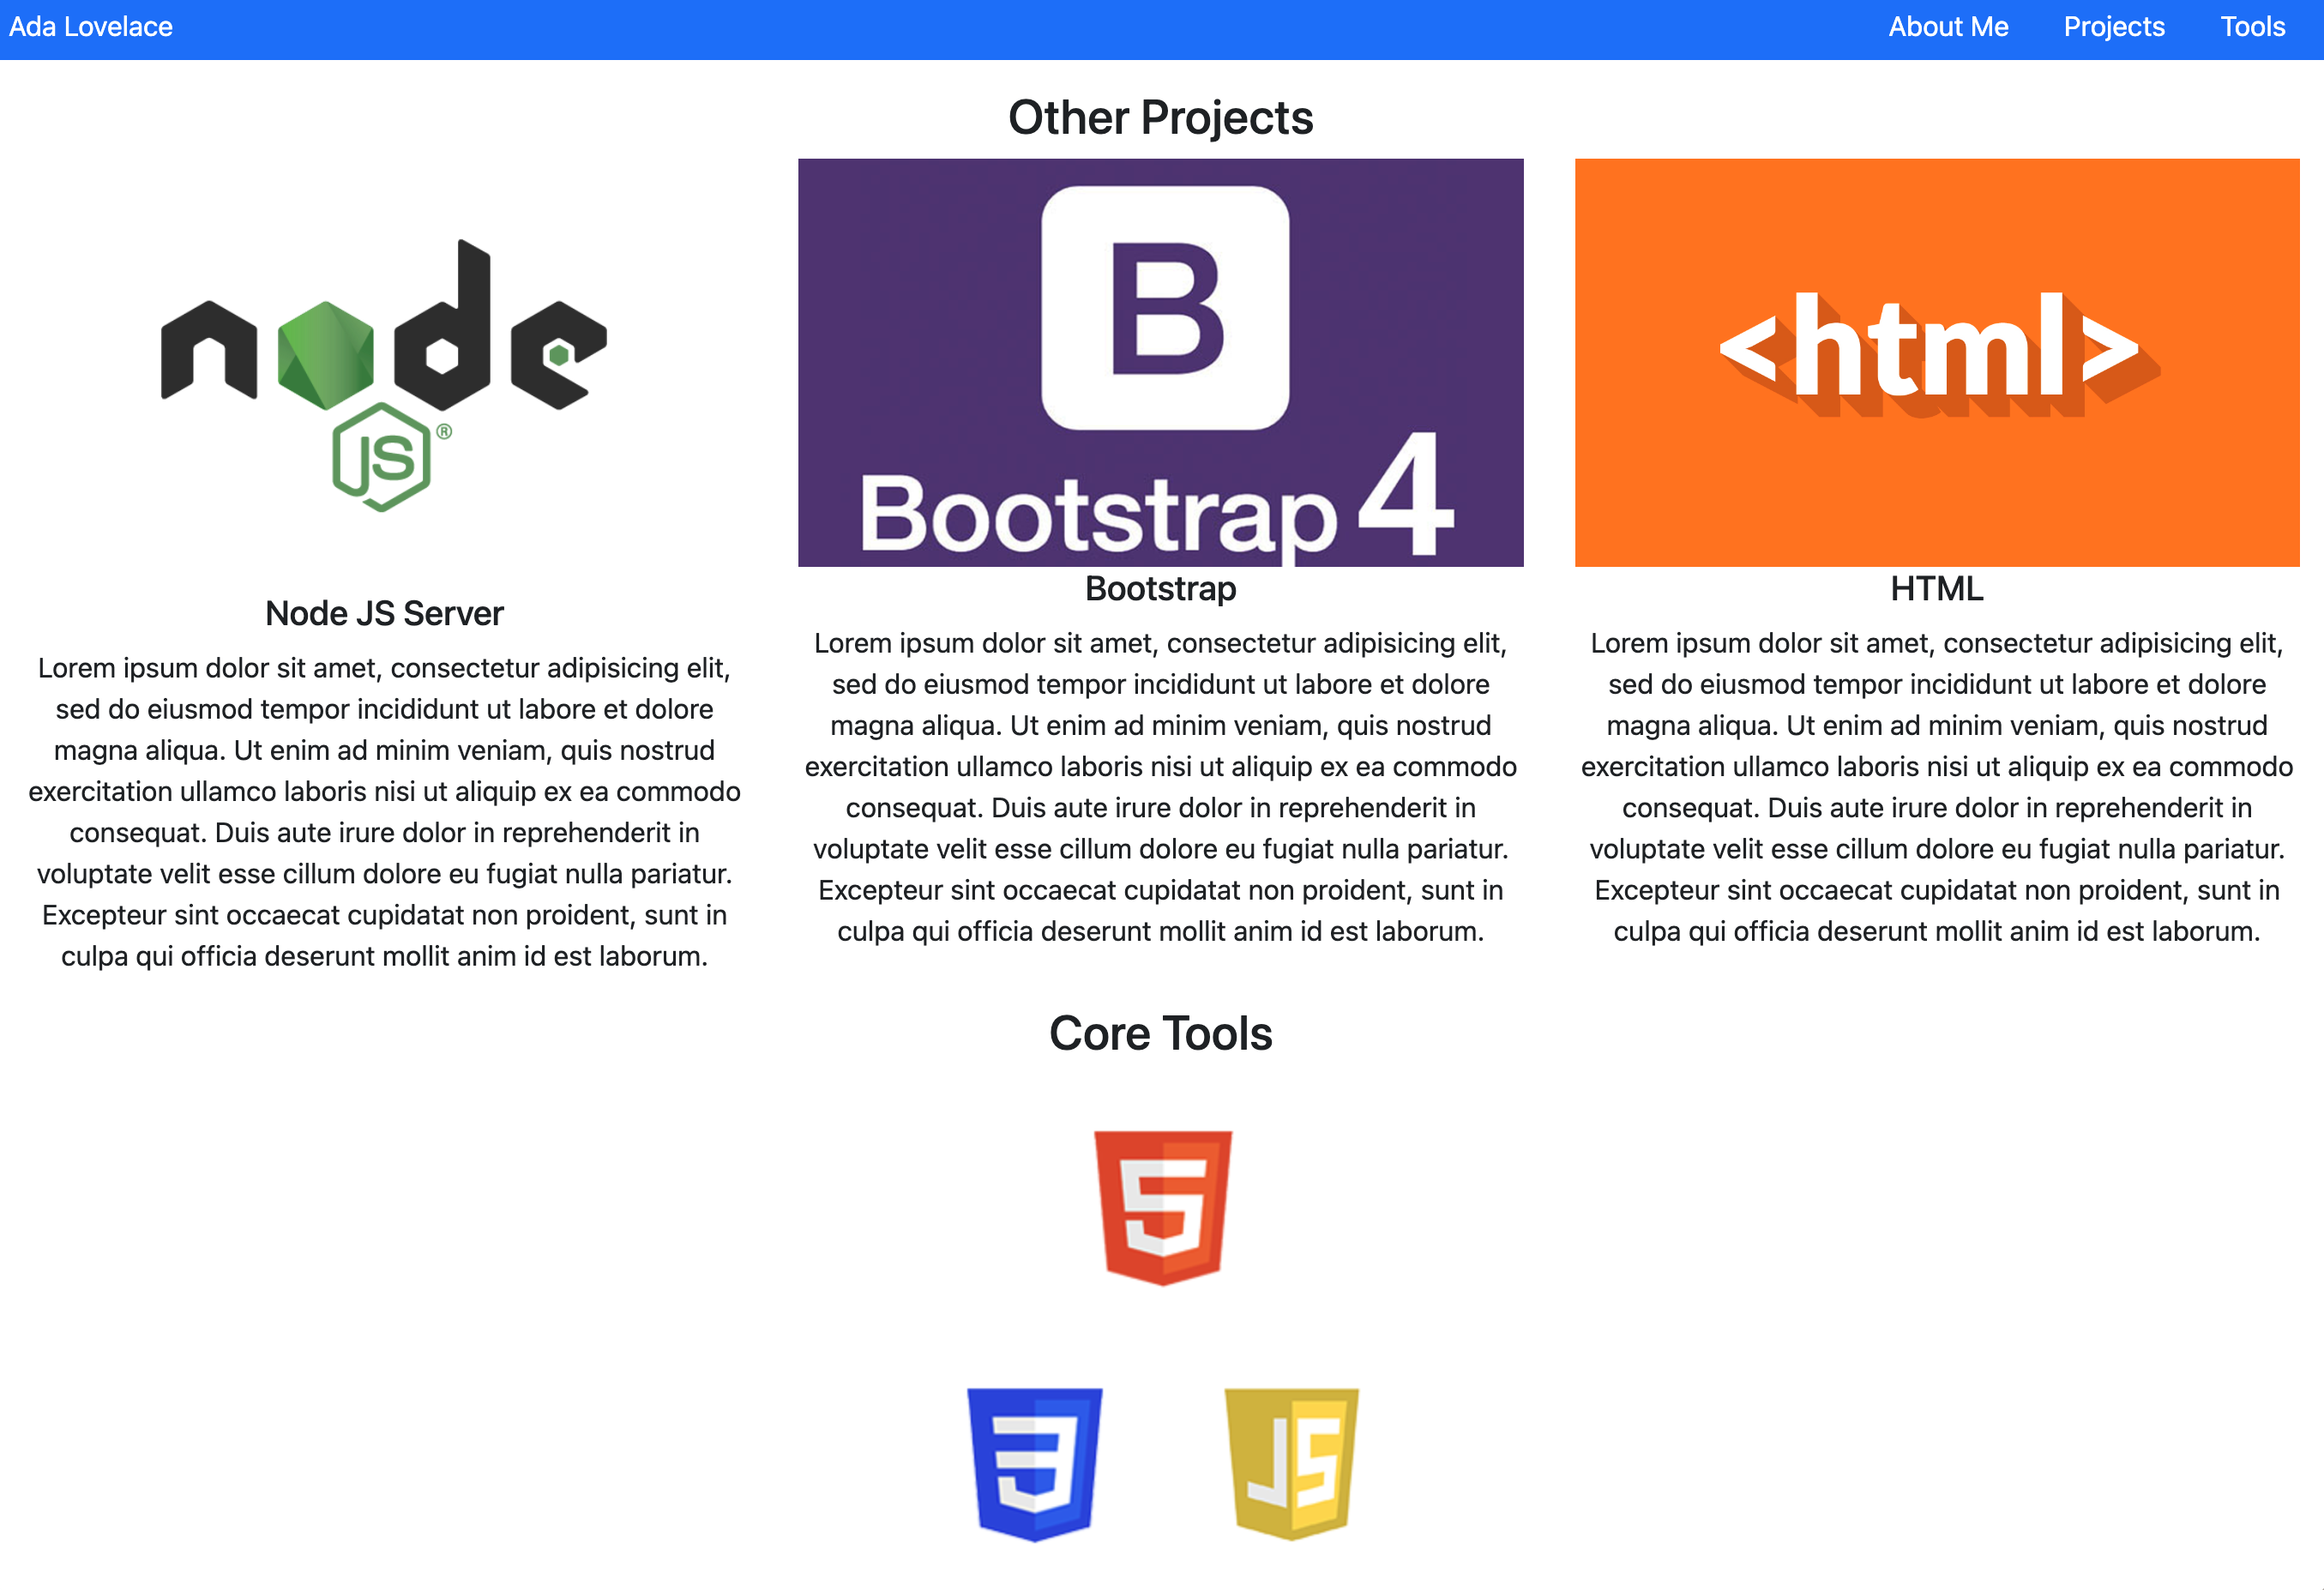 Ada Lovelace
About Me
Projects
Tools
Other Projects
node
JS®
Node JS Server
Lorem ipsum dolor sit amet, consectetur adipisicing elit,
sed do eiusmod tempor incididunt ut labore et dolore
magna aliqua. Ut enim ad minim veniam, quis nostrud
exercitation ullamco laboris nisi ut aliquip ex ea commodo
consequat. Duis aute irure dolor in reprehenderit in
voluptate velit esse cillum dolore eu fugiat nulla pariatur.
Excepteur sint occaecat cupidatat non proident, sunt in
culpa qui officia deserunt mollit anim id est laborum.
B
Bootstrap 4
Bootstrap
Lorem ipsum dolor sit amet, consectetur adipisicing elit,
sed do eiusmod tempor incididunt ut labore et dolore
magna aliqua. Ut enim ad minim veniam, quis nostrud
exercitation ullamco laboris nisi ut aliquip ex ea commodo
consequat. Duis aute irure dolor in reprehenderit in
voluptate velit esse cillum dolore eu fugiat nulla pariatur.
Excepteur sint occaecat cupidatat non proident, sunt in
culpa qui officia deserunt mollit anim id est laborum.
<html>
HTML
Lorem ipsum dolor sit amet, consectetur adipisicing elit,
sed do eiusmod tempor incididunt ut labore et dolore
magna aliqua. Ut enim ad minim veniam, quis nostrud
exercitation ullamco laboris nisi ut aliquip ex ea commodo
consequat. Duis aute irure dolor in reprehenderit in
voluptate velit esse cillum dolore eu fugiat nulla pariatur.
Excepteur sint occaecat cupidatat non proident, sunt in
culpa qui officia deserunt mollit anim id est laborum.
Core Tools
5
3
JS